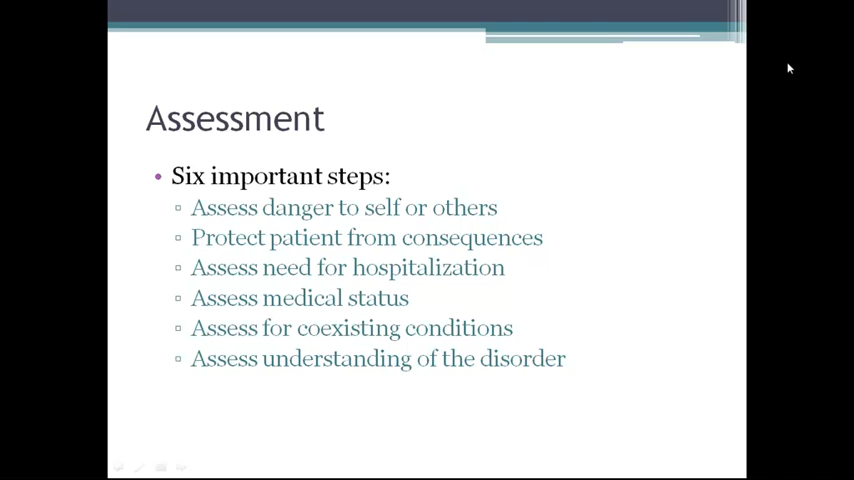 Assessment
Six important steps:
Assess danger to self or others
Protect patient from consequences
Assess need for hospitalization
Assess medical status
Assess for coexisting conditions
Assess understanding of the disorder